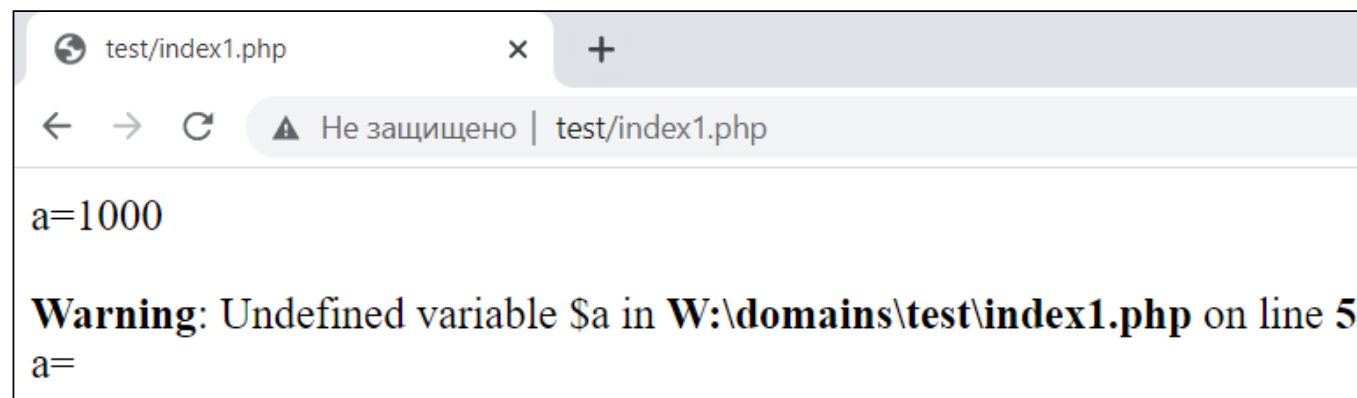 test/index1.php
Не защищено | test/index1.php
a=1000
Warning: Undefined variable $a in W:\domains\test\index1.php on line 5
a=